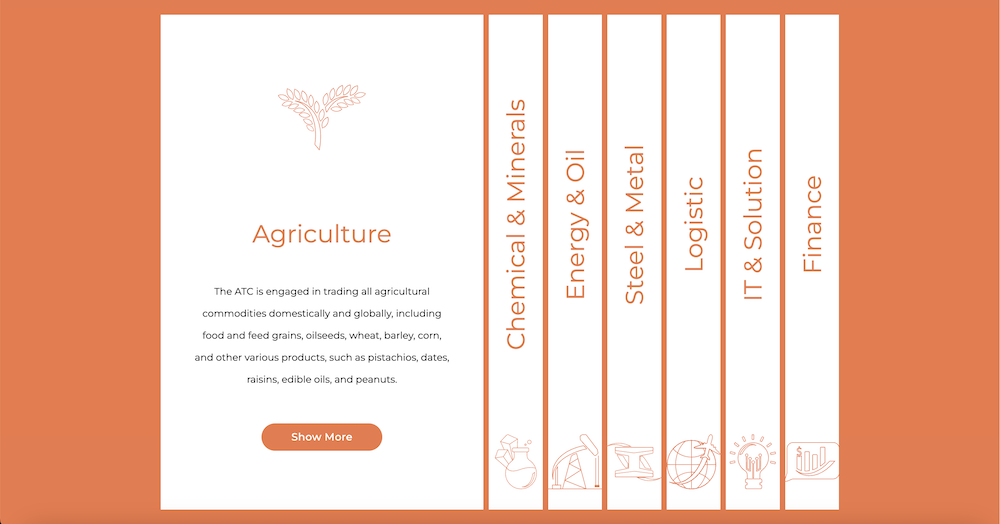 Agriculture
The ATC is engaged in trading all agricultural
commodities domestically and globally, including
food and feed grains, oilseeds, wheat, barley, corn,
and other various products, such as pistachios, dates,
raisins, edible oils, and peanuts.
Show More
Chemical & Minerals
Energy & Oil
Steel & Metal
Logistic
IT & Solution
Finance